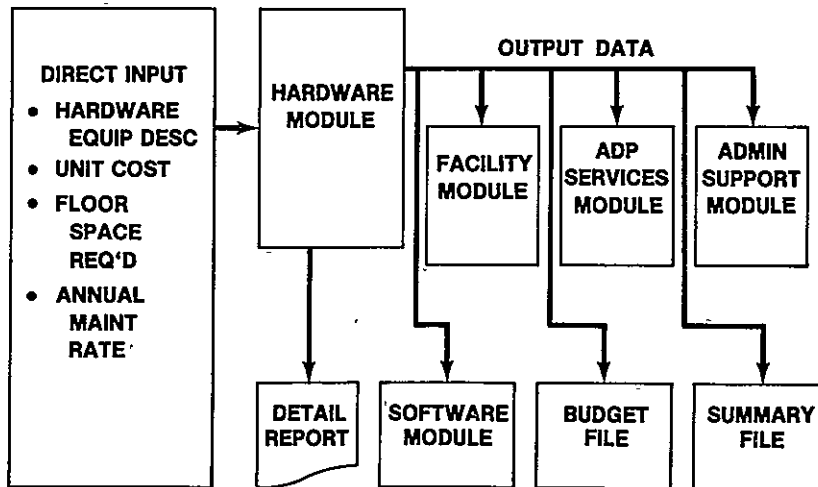 DIRECT INPUT
• HARDWARE
EQUIP DESC
• UNIT COST
• FLOOR
SPACE
REQ'D
• ANNUAL
MAINT
RATE
HARDWARE
MODULE
OUTPUT DATA
FACILITY
MODULE
ADP
SERVICES
MODULE
ADMIN
SUPPORT
MODULE
DETAIL
REPORT
SOFTWARE
MODULE
BUDGET
FILE
SUMMARY
FILE